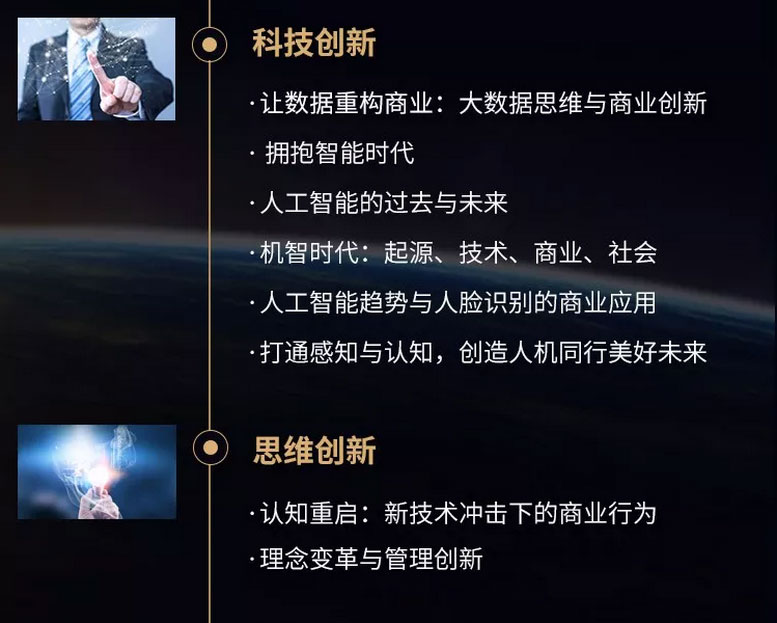 科技创新
·让数据重构商业：大数据思维与商业创新
· 拥抱智能时代
·人工智能的过去与未来
·机智时代：起源、技术、商业、社会
·人工智能趋势与人脸识别的商业应用
·打通感知与认知，创造人机同行美好未来
思维创新
·认知重启：新技术冲击下的商业行为
·理念变革与管理创新